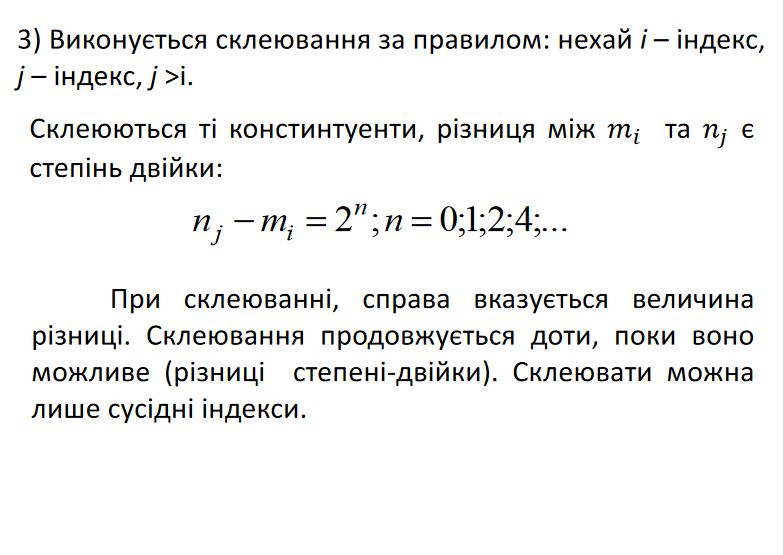 3) Виконується склеювання за правилом: нехай i – індекс,
j – індекс, j >i.
Склеюються ті констинтуенти, різниця між m_i та n_j є
степінь двійки:
n_j − m_i = 2^n; n = 0;1;2;4;...
При склеюванні, справа вказується величина
різниці. Склеювання продовжується доти, поки воно
можливе (різниці степені-двійки). Склеювати можна
лише сусідні індекси.